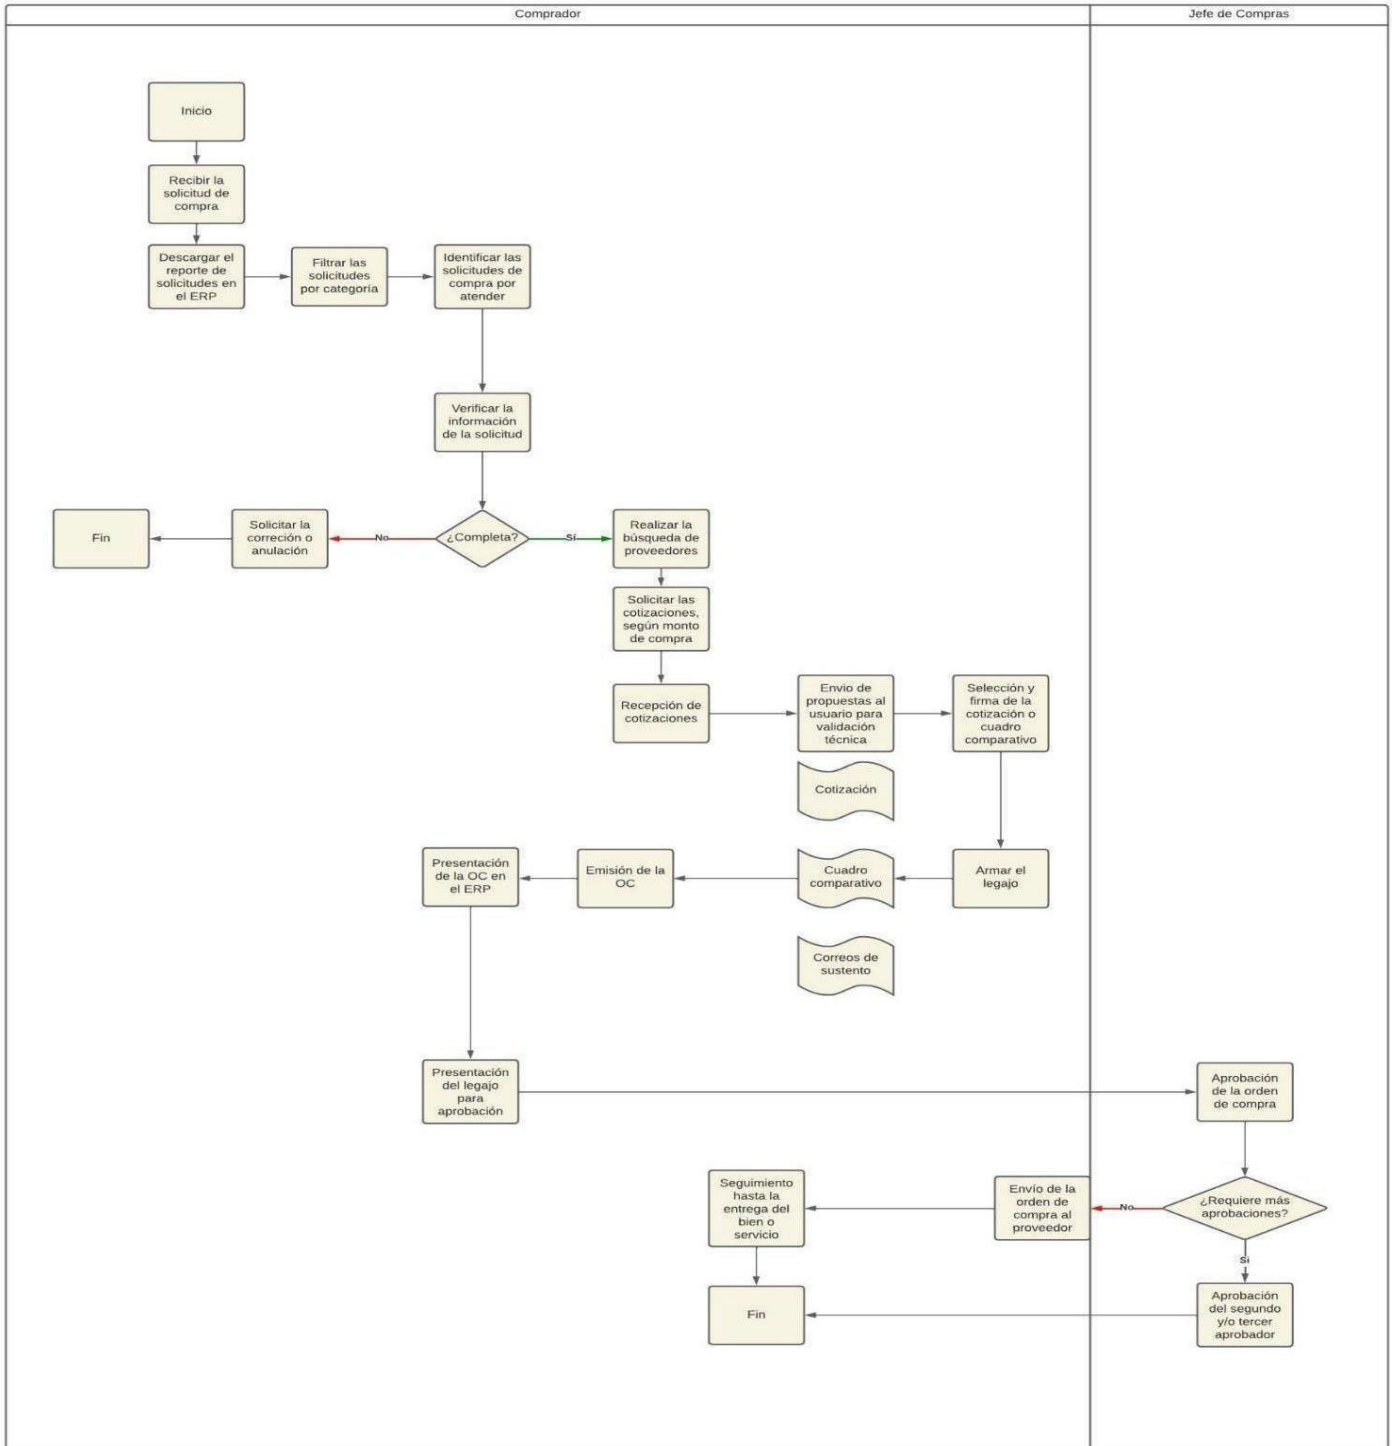 Comprador
Jefe de Compras
Inicio
Recibir la
solicitud de
compra
Descargar el
reporte de
solicitudes en
el ERP
Filtrar las
solicitudes
por categoría
Identificar las
solicitudes de
compra por
atender
Verificar la
información
de la solicitud
Fin
Solicitar la
correción o
anulación
No
¿Completa?
Sí
Realizar la
búsqueda de
proveedores
Solicitar las
cotizaciones,
según monto
de compra
Recepción de
cotizaciones
Envio de
propuestas al
usuario para
validación
técnica
Selección y
firma de la
cotización o
cuadro
comparativo
Cotización
Presentación
de la OC en
el ERP
Emisión de la
OC
Cuadro
comparativo
Armar el
legajo
Correos de
sustento
Presentación
del legajo
para
aprobación
Aprobación
de la orden
de compra
Seguimiento
hasta la
entrega del
bien o
servicio
Envío de la
orden de
compra al
proveedor
No
¿Requiere más
aprobaciones?
Si
Fin
Aprobación
del segundo
y/o tercer
aprobador